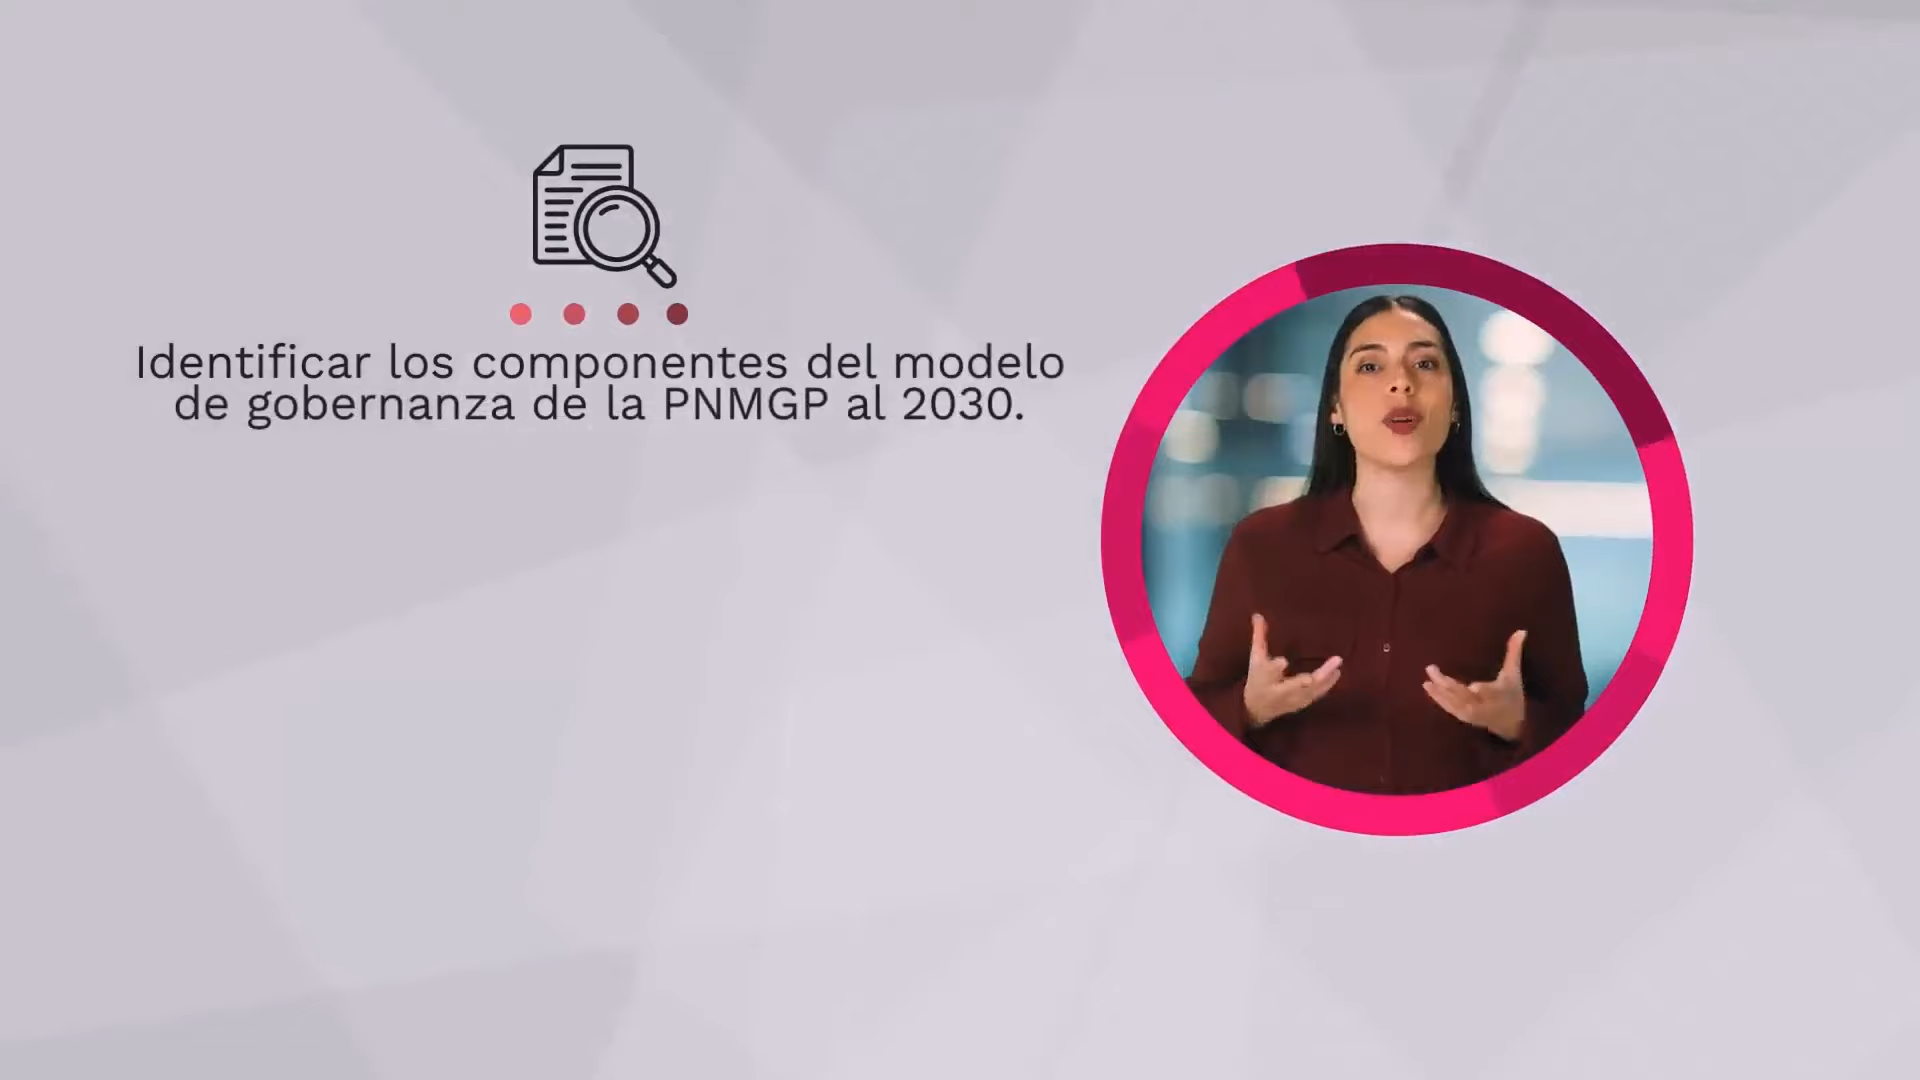 Identificar los componentes del modelo
de gobernanza de la PNMGP al 2030.